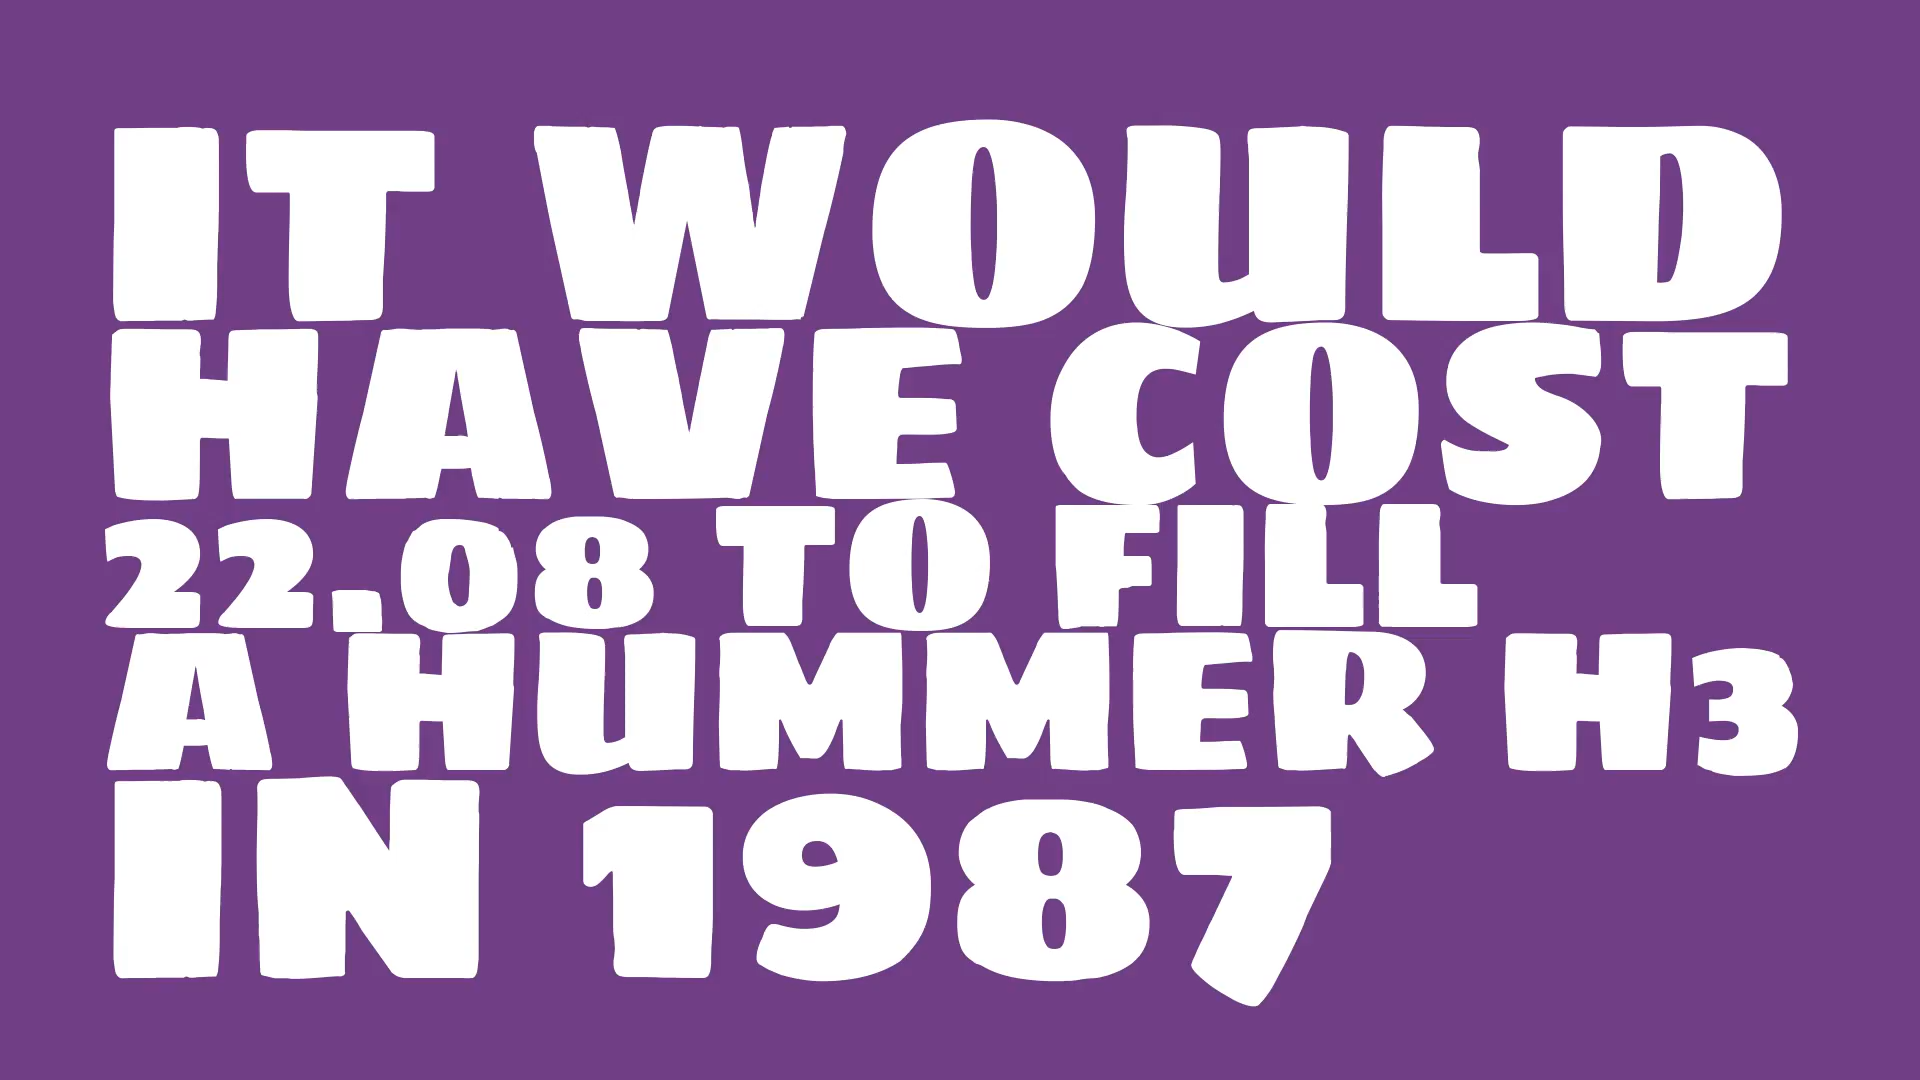 IT WOULD
HAVE COST
22.08 TO FILL
A HUMMER H3
IN 1987